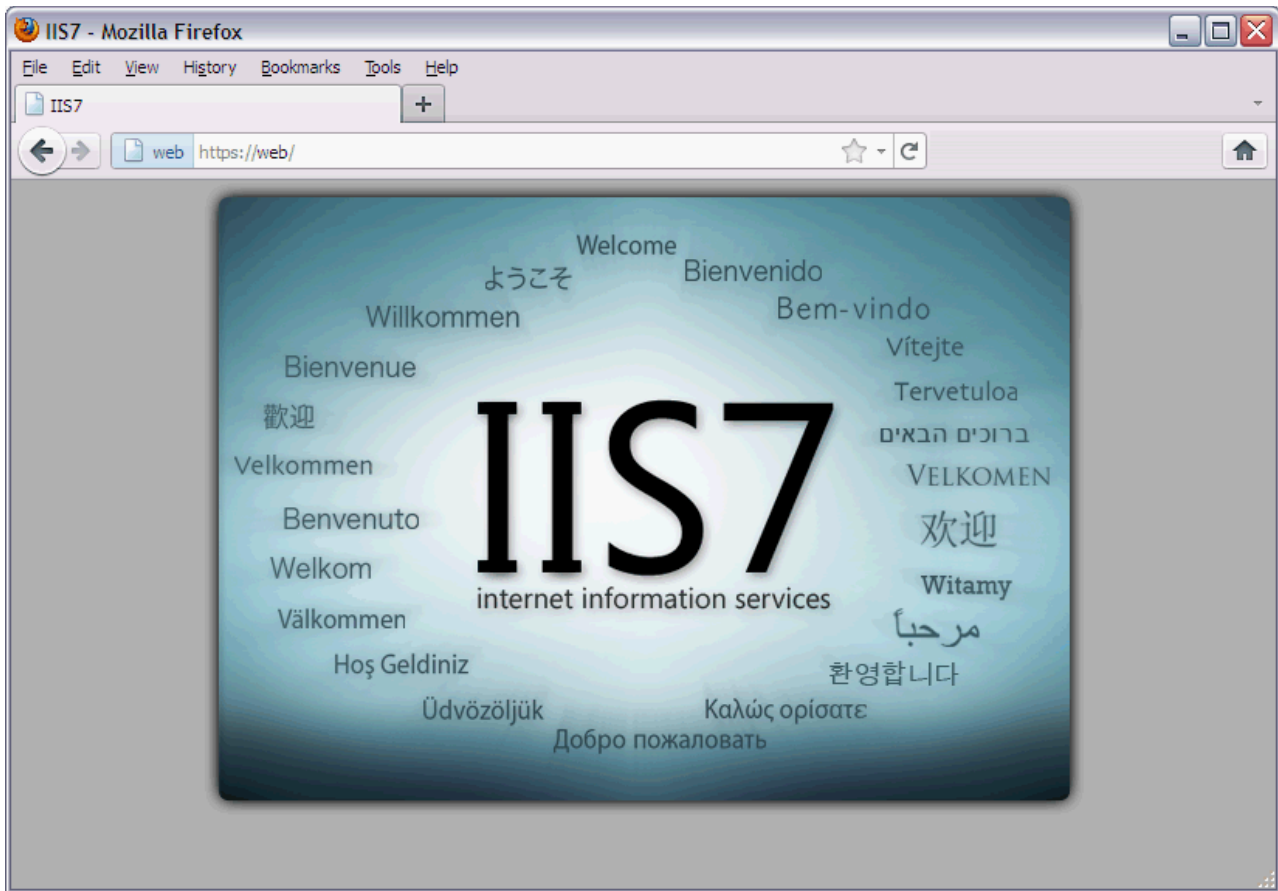 IIS7 - Mozilla Firefox
File Edit View History Bookmarks Tools Help
IIS7
web https://web/
Welcome
ようこそ
Bienvenido
Willkommen
Bem-vindo
Vítejte
Bienvenue
Tervetuloa
歡迎
ברוכים הבאים
Velkommen
VELKOMEN
Benvenuto
欢迎
Welkom
Witamy
Välkommen
مرحباً
Hoş Geldiniz
환영합니다
Üdvözöljük
Καλώς ορίσατε
Добро пожаловать
IIS7
internet information services